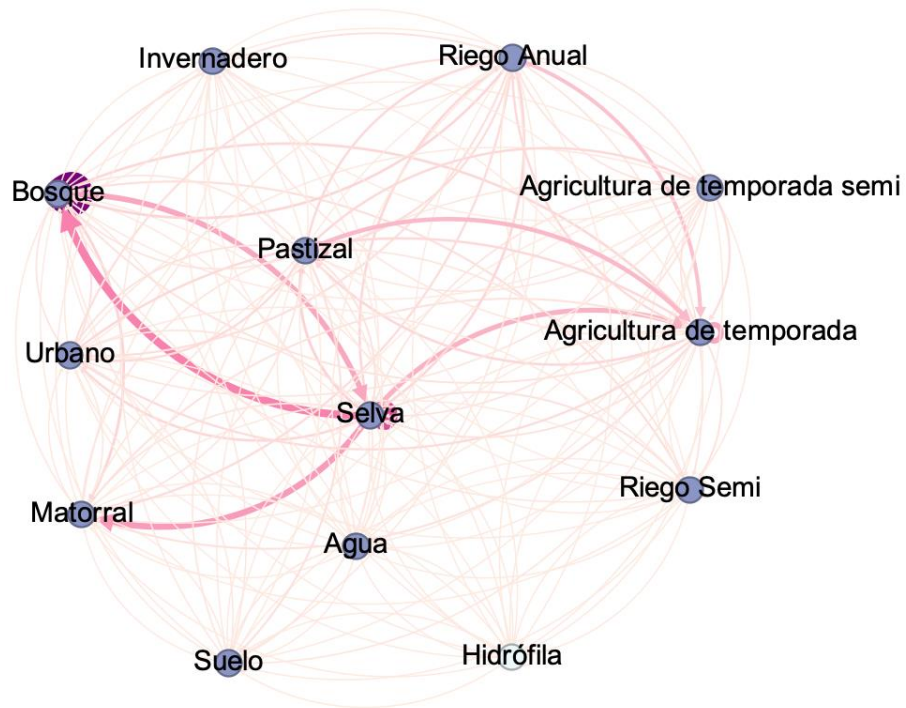 Invernadero
Riego Anual
Bosque
Agricultura de temporada semi
Pastizal
Agricultura de temporada
Urbano
Selva
Riego Semi
Matorral
Agua
Suelo
Hidrófila